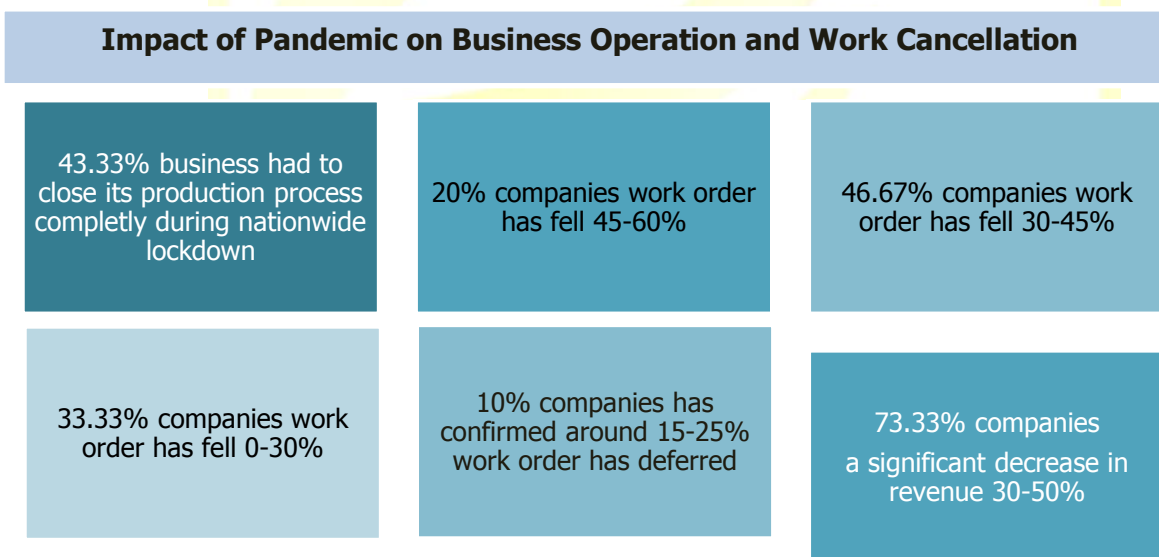 Impact of Pandemic on Business Operation and Work Cancellation
43.33% business had to
close its production process
completly during nationwide
lockdown
20% companies work order
has fell 45-60%
46.67% companies work
order has fell 30-45%
33.33% companies work
order has fell 0-30%
10% companies has
confirmed around 15-25%
work order has deferred
73.33% companies
a significant decrease in
revenue 30-50%